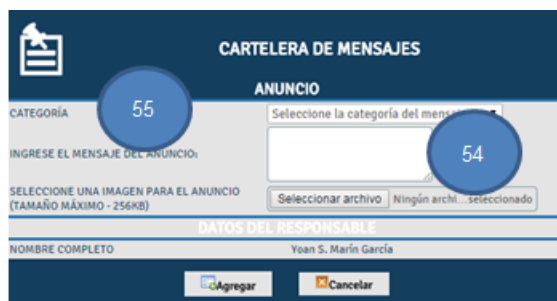 CARTELERA DE MENSAJES
ANUNCIO
CATEGORÍA
55
Seleccione la categoría del
INGRESE EL MENSAJE DEL ANUNCIO:
54
SELECCIONE UNA IMAGEN PARA EL ANUNCIO
(TAMAÑO MÁXIMO - 256KB)
Seleccionar archivo Ningún archi...seleccionado
DATOS DEL RESPONSABLE
NOMBRE COMPLETO Yoan S. Marín García
Agregar Cancelar